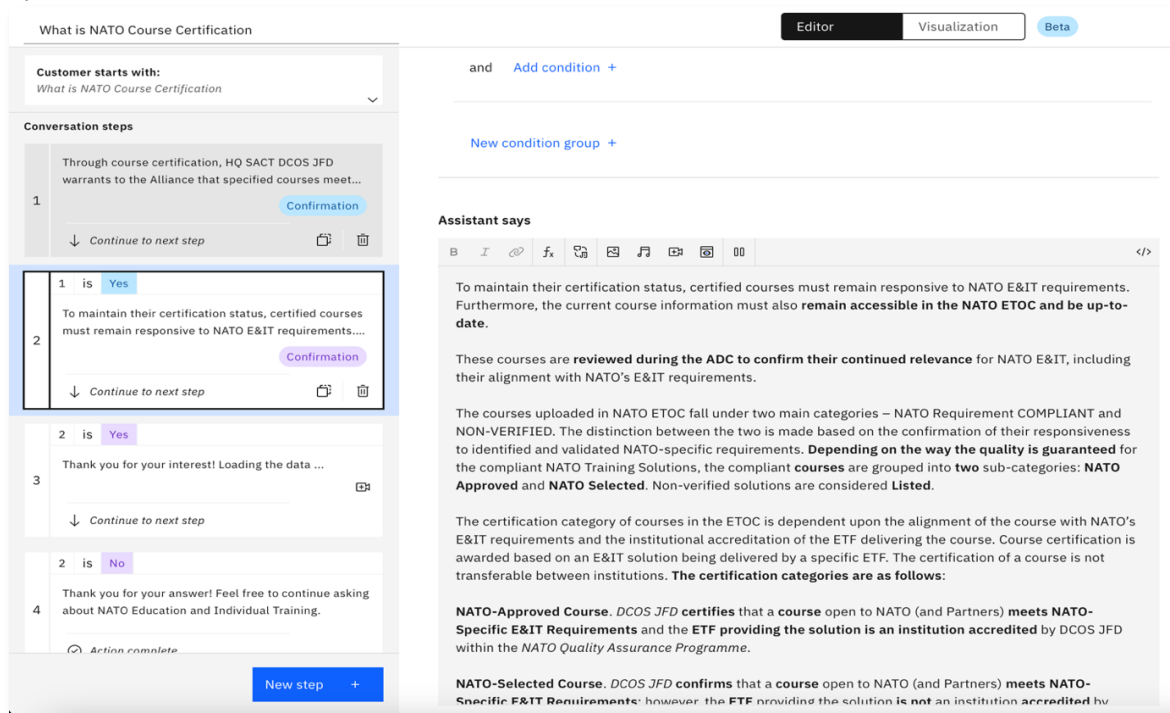 What is NATO Course Certification
Editor
Visualization
Beta
Customer starts with:
What is NATO Course Certification
Conversation steps
1
Through course certification, HQ SACT DCOS JFD
warrants to the Alliance that specified courses meet...
Confirmation
Continue to next step
2
1 is Yes
To maintain their certification status, certified courses
must remain responsive to NATO E&IT requirements....
Confirmation
Continue to next step
3
2 is Yes
Thank you for your interest! Loading the data ...
Continue to next step
4
2 is No
Thank you for your answer! Feel free to continue asking
about NATO Education and Individual Training.
Action complete
New step +
and Add condition +
New condition group +
Assistant says
B I fx </>
To maintain their certification status, certified courses must remain responsive to NATO E&IT requirements.
Furthermore, the current course information must also remain accessible in the NATO ETOC and be up-to-
date.
These courses are reviewed during the ADC to confirm their continued relevance for NATO E&IT, including
their alignment with NATO's E&IT requirements.
The courses uploaded in NATO ETOC fall under two main categories – NATO Requirement COMPLIANT and
NON-VERIFIED. The distinction between the two is made based on the confirmation of their responsiveness
to identified and validated NATO-specific requirements. Depending on the way the quality is guaranteed for
the compliant NATO Training Solutions, the compliant courses are grouped into two sub-categories: NATO
Approved and NATO Selected. Non-verified solutions are considered Listed.
The certification category of courses in the ETOC is dependent upon the alignment of the course with NATO's
E&IT requirements and the institutional accreditation of the ETF delivering the course. Course certification is
awarded based on an E&IT solution being delivered by a specific ETF. The certification of a course is not
transferable between institutions. The certification categories are as follows:
NATO-Approved Course. DCOS JFD certifies that a course open to NATO (and Partners) meets NATO-
Specific E&IT Requirements and the ETF providing the solution is an institution accredited by DCOS JFD
within the NATO Quality Assurance Programme.
NATO-Selected Course. DCOS JFD confirms that a course open to NATO (and Partners) meets NATO-
Specific E&IT Requirements; however, the ETF providing the solution is not an institution accredited by